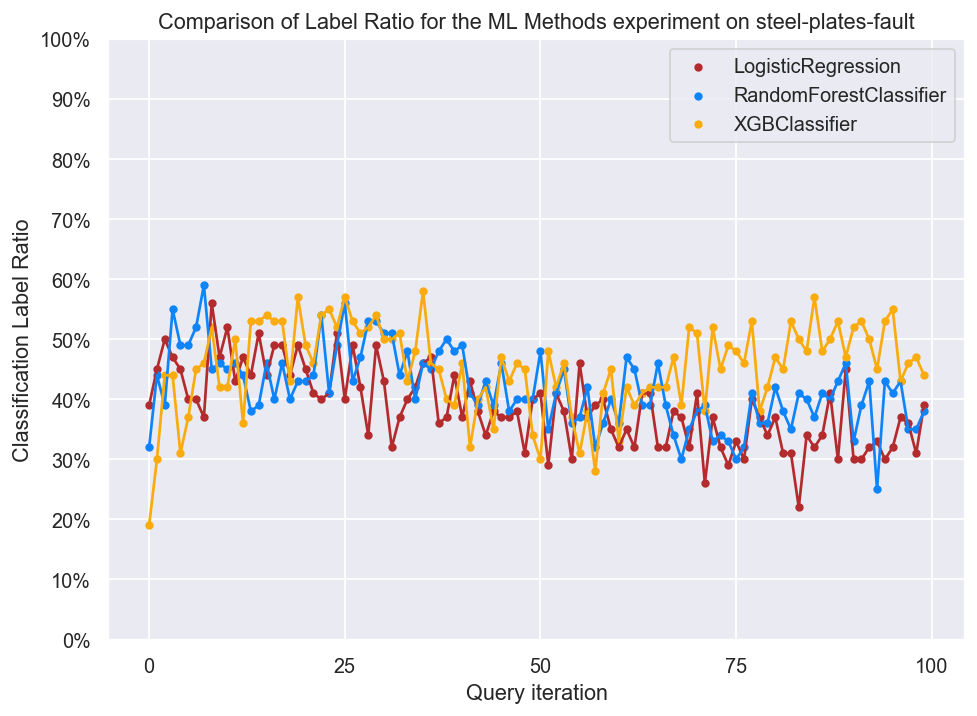 Comparison of Label Ratio for the ML Methods experiment on steel-plates-fault
100%
90%
80%
70%
60%
50%
40%
30%
20%
10%
0%
Classification Label Ratio
LogisticRegression
RandomForestClassifier
XGBClassifier
0 25 50 75 100
Query iteration